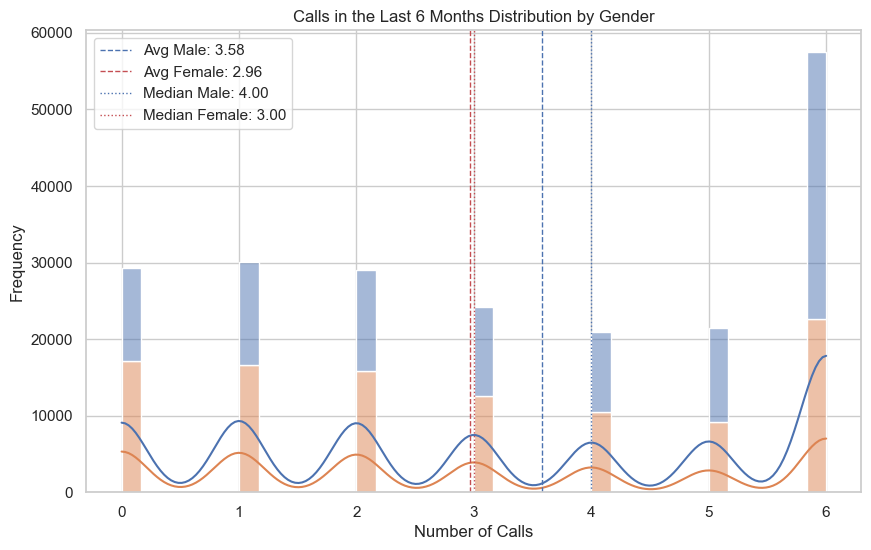 Calls in the Last 6 Months Distribution by Gender
60000
50000
40000
30000
20000
10000
0
Frequency
Avg Male: 3.58
Avg Female: 2.96
Median Male: 4.00
Median Female: 3.00
0 1 2 3 4 5 6
Number of Calls